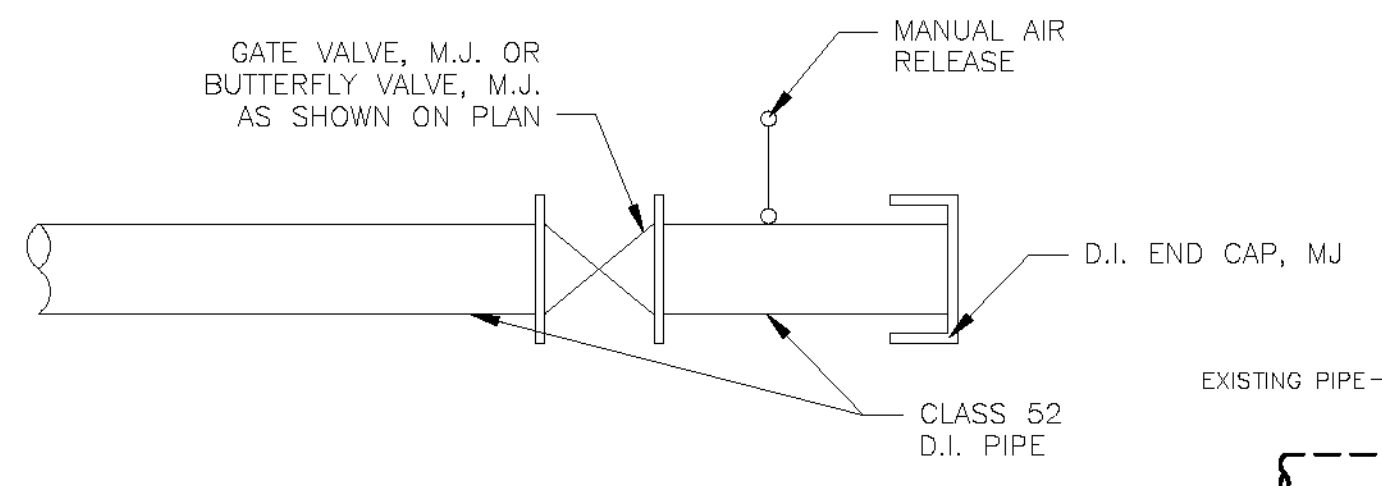 GATE VALVE, M.J. OR
BUTTERFLY VALVE, M.J.
AS SHOWN ON PLAN
MANUAL AIR
RELEASE
D.I. END CAP, MJ
EXISTING PIPE
CLASS 52
D.I. PIPE